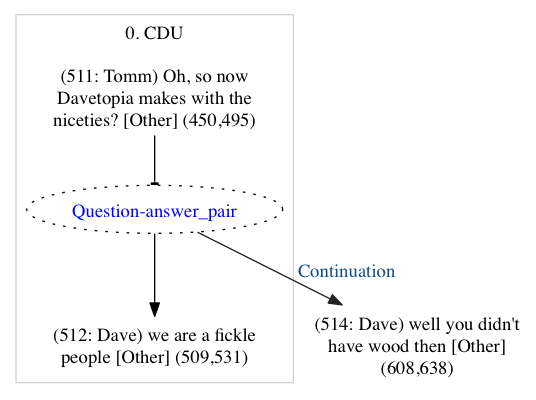 0. CDU
(511: Tomm) Oh, so now
Davetopia makes with the
niceties? [Other] (450,495)
Question-answer_pair
Continuation
(512: Dave) we are a fickle
people [Other] (509,531)
(514: Dave) well you didn't
have wood then [Other]
(608,638)